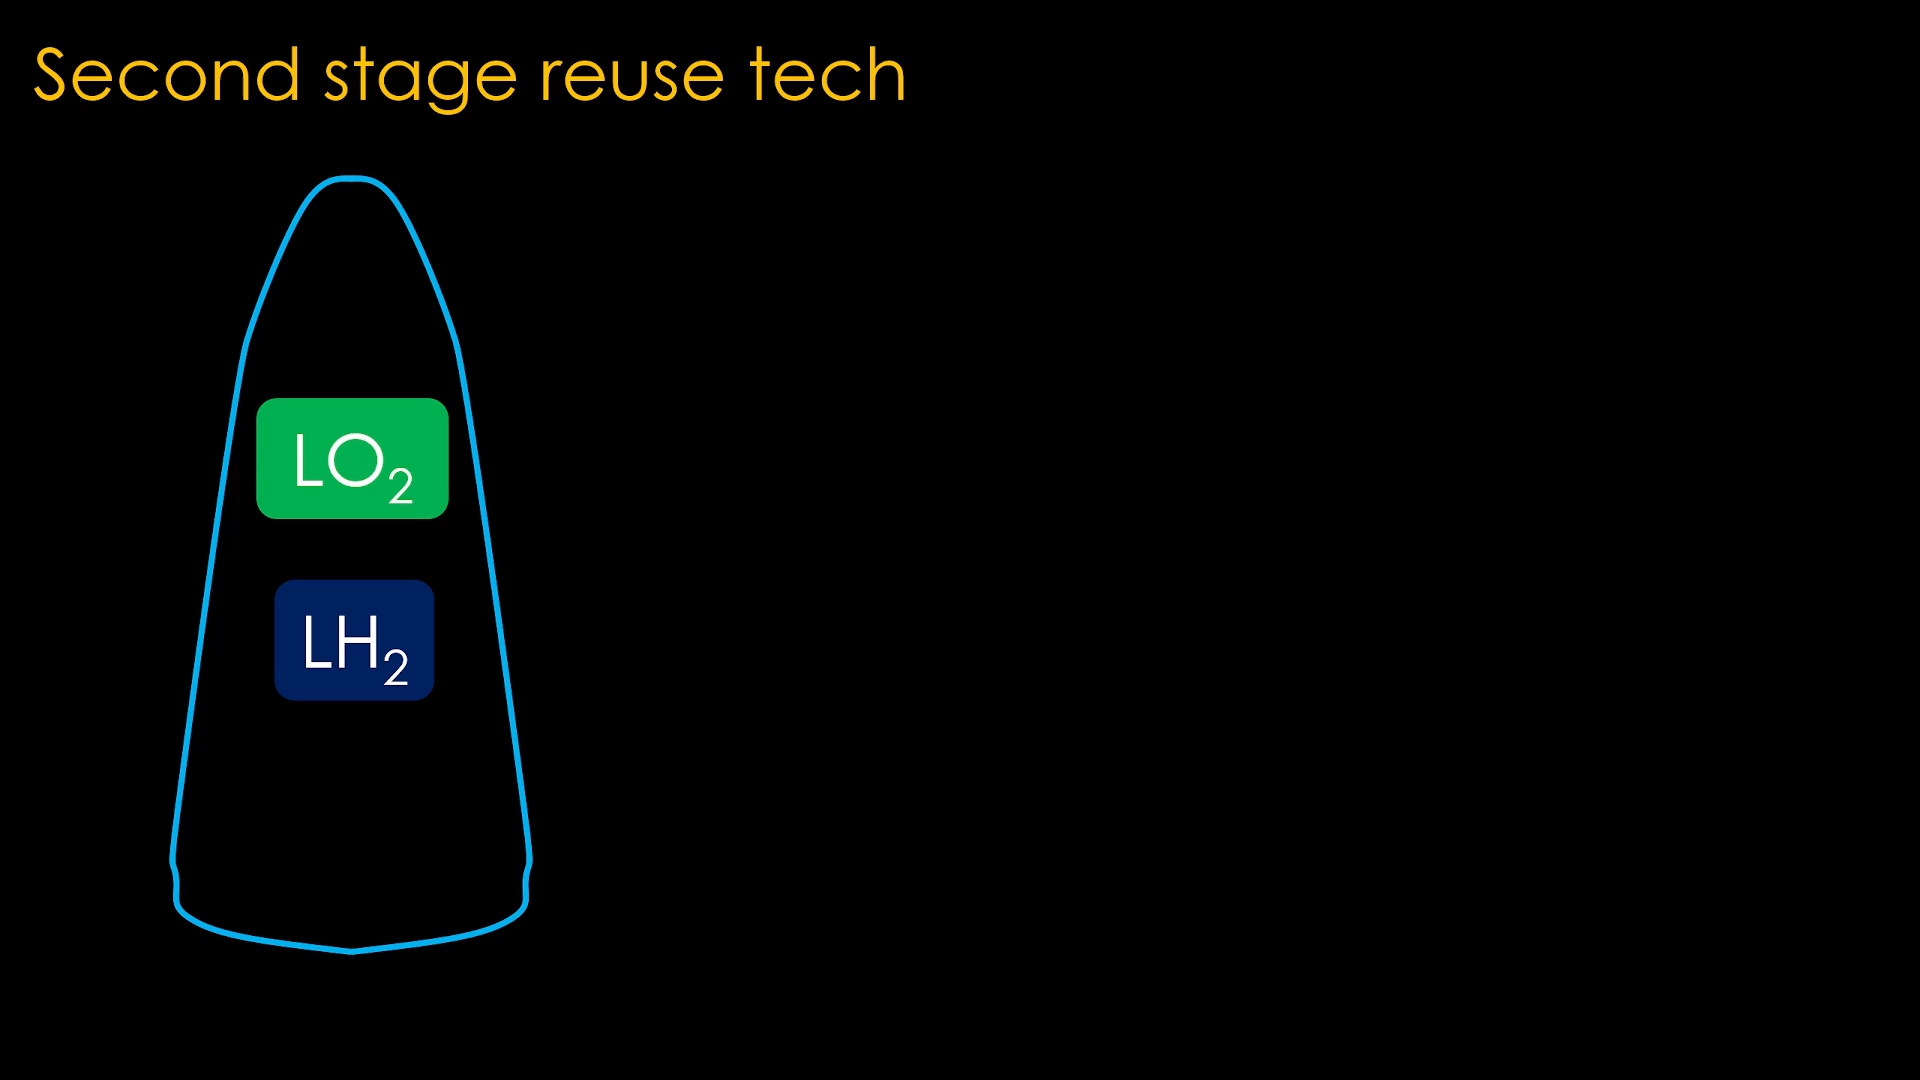 Second stage reuse tech
LO₂
LH₂